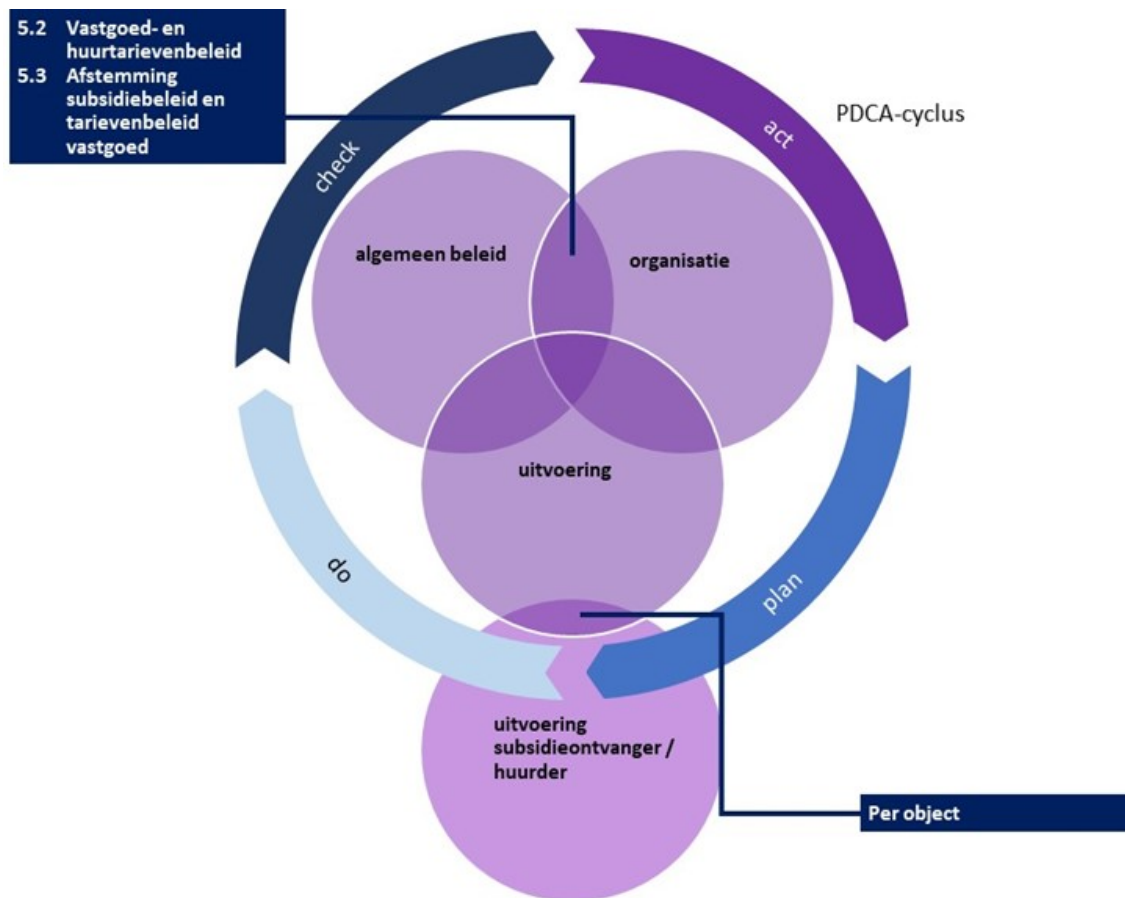 5.2 Vastgoed- en
huurtarievenbeleid
5.3 Afstemming
subsidiebeleid en
tarievenbeleid
vastgoed
PDCA-cyclus
act
check
algemeen beleid
organisatie
uitvoering
do
plan
uitvoering
subsidieontvanger /
huurder
Per object